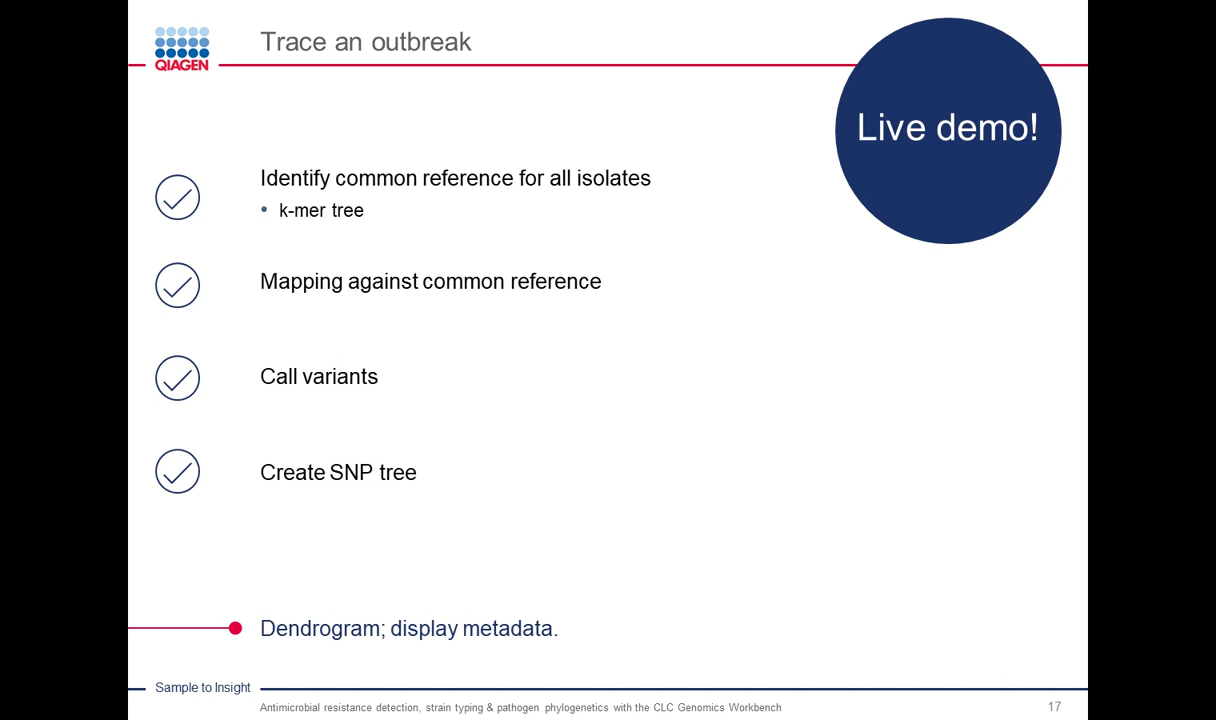 QIAGEN
Trace an outbreak
Live demo!
Identify common reference for all isolates
• k-mer tree
Mapping against common reference
Call variants
Create SNP tree
Dendrogram; display metadata.
Sample to Insight
Antimicrobial resistance detection, strain typing & pathogen phylogenetics with the CLC Genomics Workbench
17